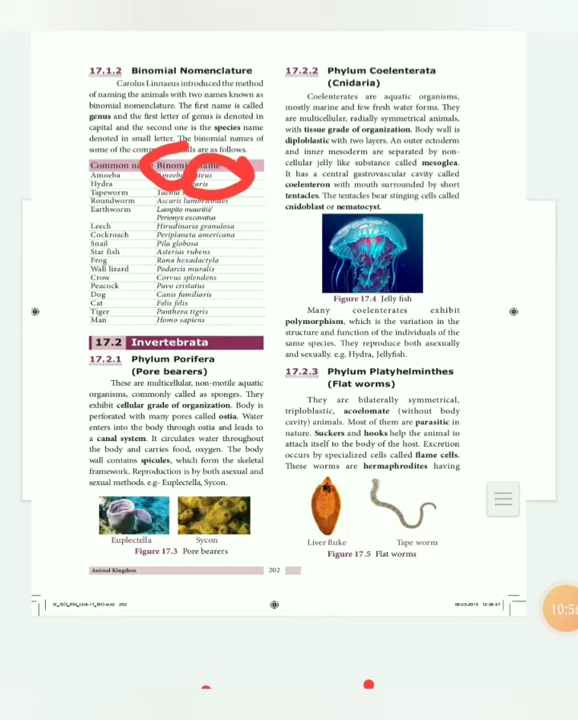 17.1.2 Binomial Nomenclature
Carolus Linnaeus introduced the method
of naming the animals with two names known as
binomial nomenclature. The first name is called
genus and the first letter of genus is denoted in
capital and the second one is the species name
denoted in small letter. The binomial names of
some of the are as follows.
Common
Amoeba
Hydra
Tapeworm
Roundworm Ascaris lumbricoides
Earthworm Lampito mauritii/
Perionyx excavatus
Leech Hirudinaria granulosa
Cockroach Periplaneta americana
Snail Pila globosa
Star fish Asterias rubens
Frog Rana hexadactyla
Wall lizard Podarcis muralis
Crow Corvus splendens
Peacock Pavo cristatus
Dog Canis familiaris
Cat Felis felis
Tiger Panthera tigris
Man Homo sapiens
17.2 Invertebrata
17.2.1 Phylum Porifera
(Pore bearers)
These are multicellular, non-motile aquatic
organisms, commonly called as sponges. They
exhibit cellular grade of organization. Body is
perforated with many pores called ostia. Water
enters into the body through ostia and leads to
a canal system. It circulates water throughout
the body and carries food, oxygen. The body
wall contains spicules, which form the skeletal
framework. Reproduction is by both asexual and
sexual methods. e.g- Euplectella, Sycon.
Euplectella Sycon
Figure 17.3 Pore bearers
17.2.2 Phylum Coelenterata
(Cnidaria)
Coelenterates are aquatic organisms,
mostly marine and few fresh water forms. They
are multicellular, radially symmetrical animals,
with tissue grade of organization. Body wall is
diploblastic with two layers. An outer ectoderm
and inner mesoderm are separated by non-
cellular jelly like substance called mesoglea.
It has a central gastrovascular cavity called
coelenteron with mouth surrounded by short
tentacles. The tentacles bear stinging cells called
cnidoblast or nematocyst.
Figure 17.4 Jelly fish
Many coelenterates exhibit
polymorphism, which is the variation in the
structure and function of the individuals of the
same species. They reproduce both asexually
and sexually. e.g. Hydra, Jellyfish.
17.2.3 Phylum Platyhelminthes
(Flat worms)
They are bilaterally symmetrical,
triploblastic, acoelomate (without body
cavity) animals. Most of them are parasitic in
nature. Suckers and hooks help the animal to
attach itself to the body of the host. Excretion
occurs by specialized cells called flame cells.
These worms are hermaphrodites having
Liver fluke Tape worm
Figure 17.5 Flat worms
Animal Kingdom 202